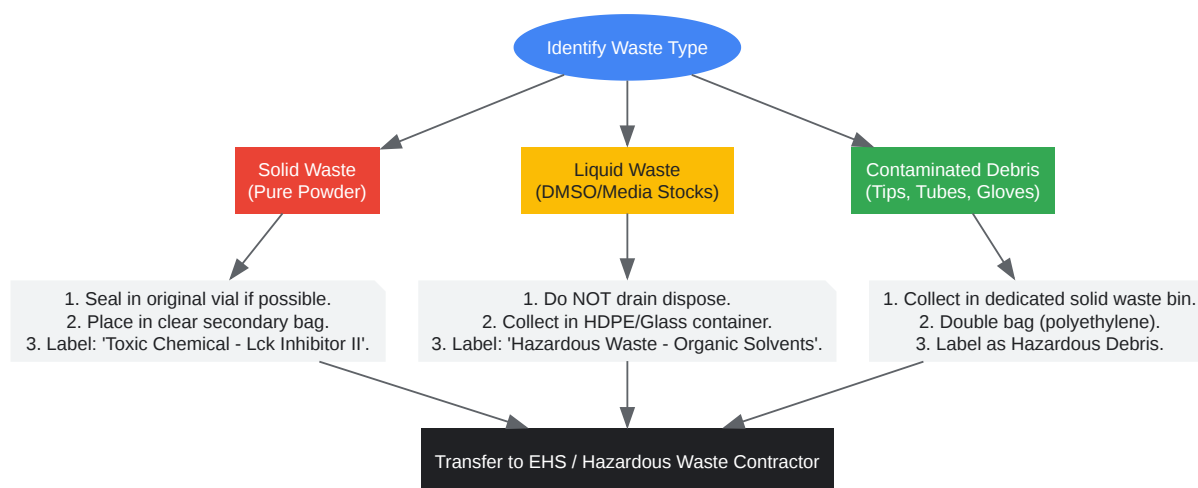 Identify Waste Type
Solid Waste
(Pure Powder)
Liquid Waste
(DMSO/Media Stocks)
Contaminated Debris
(Tips, Tubes, Gloves)
1. Seal in original vial if possible.
2. Place in clear secondary bag.
3. Label: 'Toxic Chemical - Lck Inhibitor II'.
1. Do NOT drain dispose.
2. Collect in HDPE/Glass container.
3. Label: 'Hazardous Waste - Organic Solvents'.
1. Collect in dedicated solid waste bin.
2. Double bag (polyethylene).
3. Label as Hazardous Debris.
Transfer to EHS / Hazardous Waste Contractor